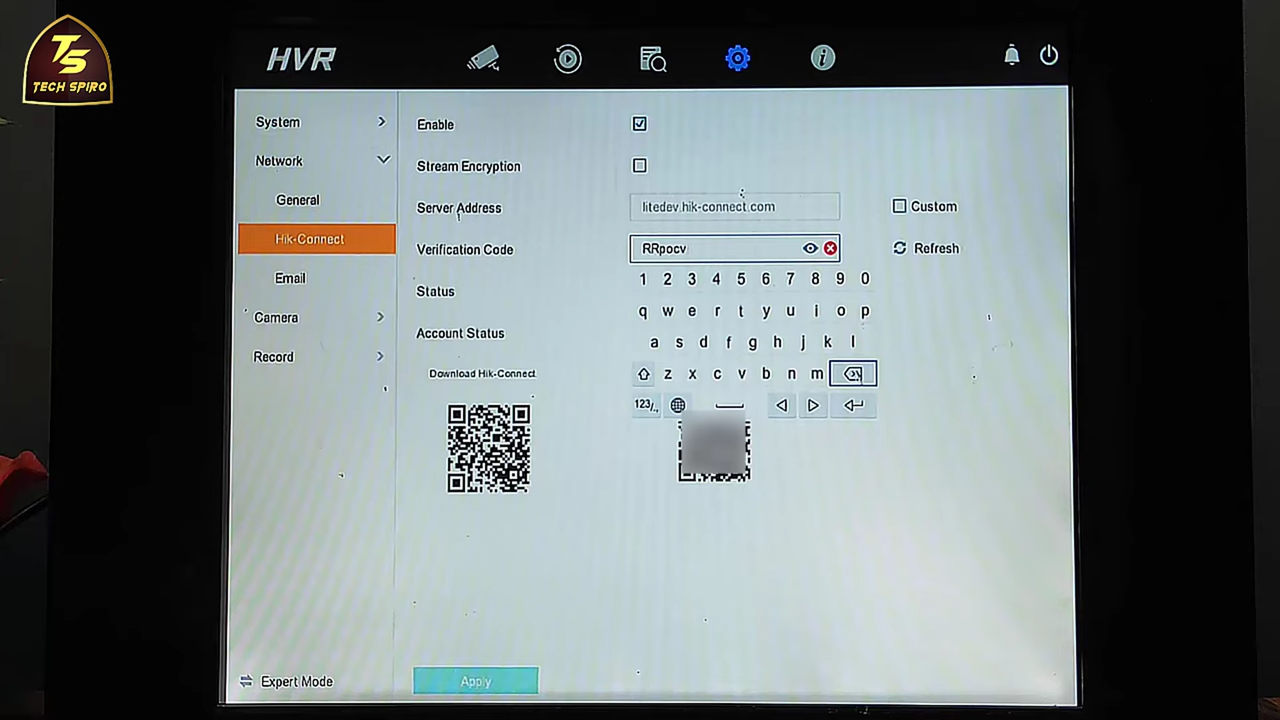 TS
TECH SPIRO
HVR
System
Network
General
Hik-Connect
Email
Camera
Record
Expert Mode
Enable
Stream Encryption
Server Address
litedev.hik-connect.com
Custom
Verification Code
RRpocv
Refresh
Status
Account Status
Download Hik-Connect
1 2 3 4 5 6 7 8 9 0
q w e r t y u i o p
a s d f g h j k l
z x c v b n m
123/.,
Apply